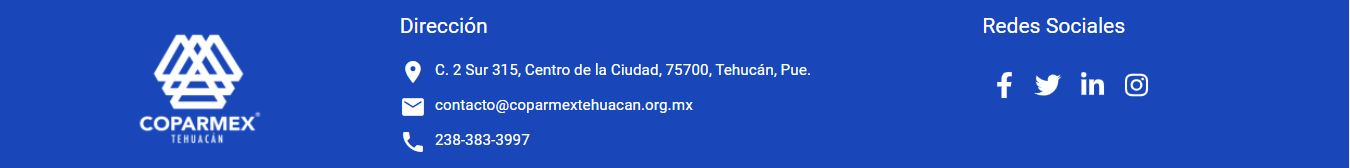 Dirección
C. 2 Sur 315, Centro de la Ciudad, 75700, Tehucán, Pue.
contacto@coparmextehuacan.org.mx
238-383-3997
Redes Sociales
COPARMEX®
TEHUACÁN